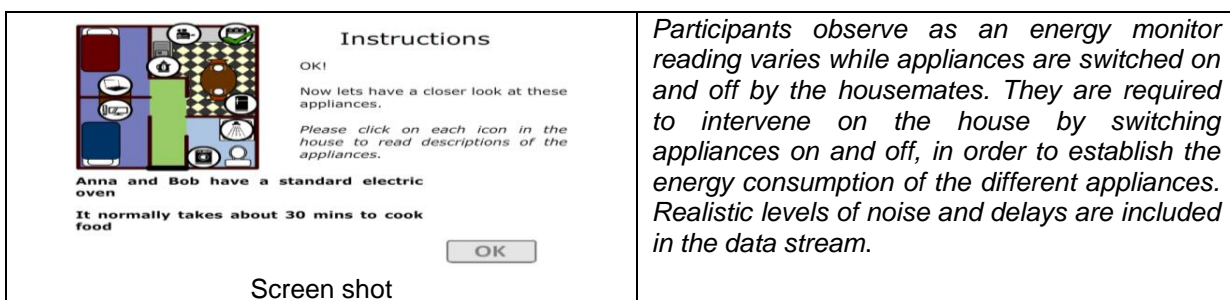 Instructions
OK!
Now lets have a closer look at these
appliances.
Please click on each icon in the
house to read descriptions of the
appliances.
Anna and Bob have a standard electric
oven
It normally takes about 30 mins to cook
food
OK
Screen shot
Participants observe as an energy monitor
reading varies while appliances are switched on
and off by the housemates. They are required
to intervene on the house by switching
appliances on and off, in order to establish the
energy consumption of the different appliances.
Realistic levels of noise and delays are included
in the data stream.